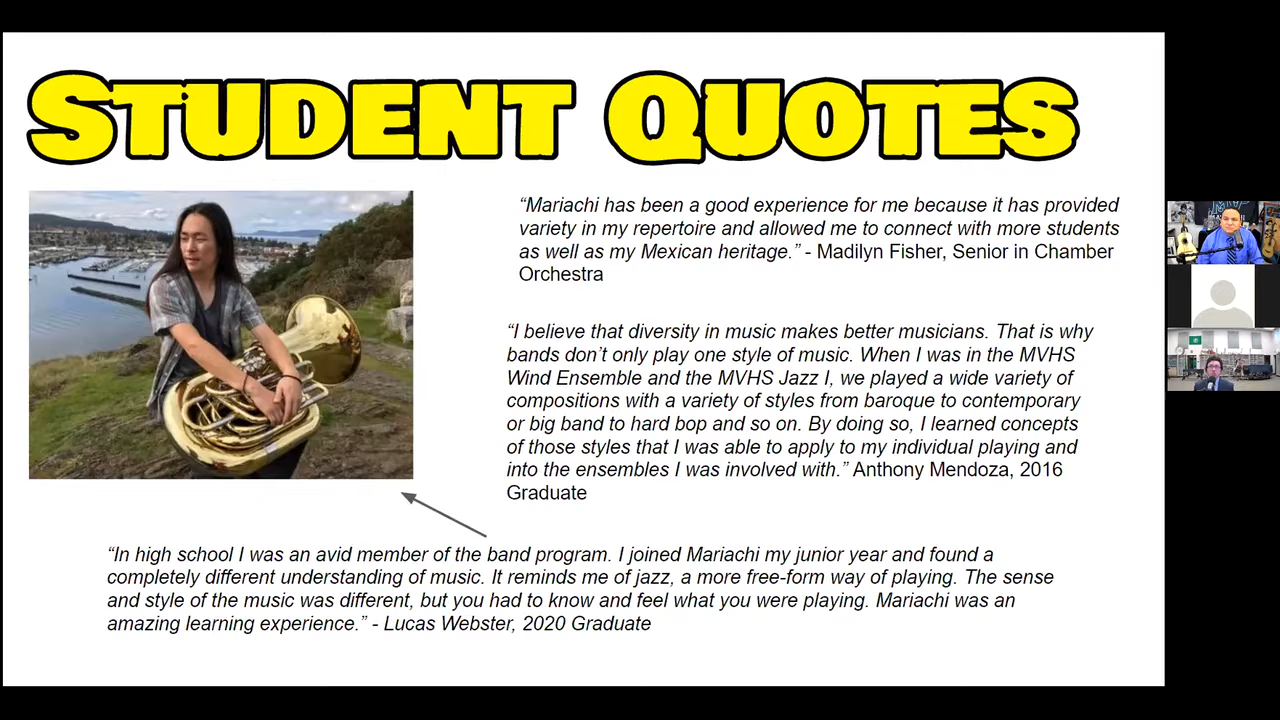 STUDENT QUOTES
“Mariachi has been a good experience for me because it has provided
variety in my repertoire and allowed me to connect with more students
as well as my Mexican heritage.” - Madilyn Fisher, Senior in Chamber
Orchestra
“I believe that diversity in music makes better musicians. That is why
bands don’t only play one style of music. When I was in the MVHS
Wind Ensemble and the MVHS Jazz I, we played a wide variety of
compositions with a variety of styles from baroque to contemporary
or big band to hard bop and so on. By doing so, I learned concepts
of those styles that I was able to apply to my individual playing and
into the ensembles I was involved with.” Anthony Mendoza, 2016
Graduate
“In high school I was an avid member of the band program. I joined Mariachi my junior year and found a
completely different understanding of music. It reminds me of jazz, a more free-form way of playing. The sense
and style of the music was different, but you had to know and feel what you were playing. Mariachi was an
amazing learning experience.” - Lucas Webster, 2020 Graduate